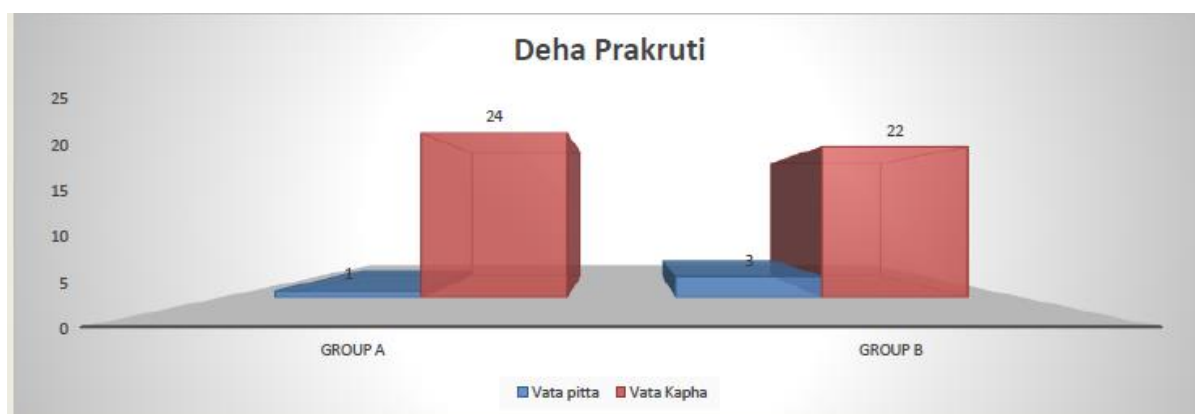 Deha Prakruti
25
24
22
20
15
10
5
1
3
0
GROUP A
GROUP B
Vata pitta
Vata Kapha